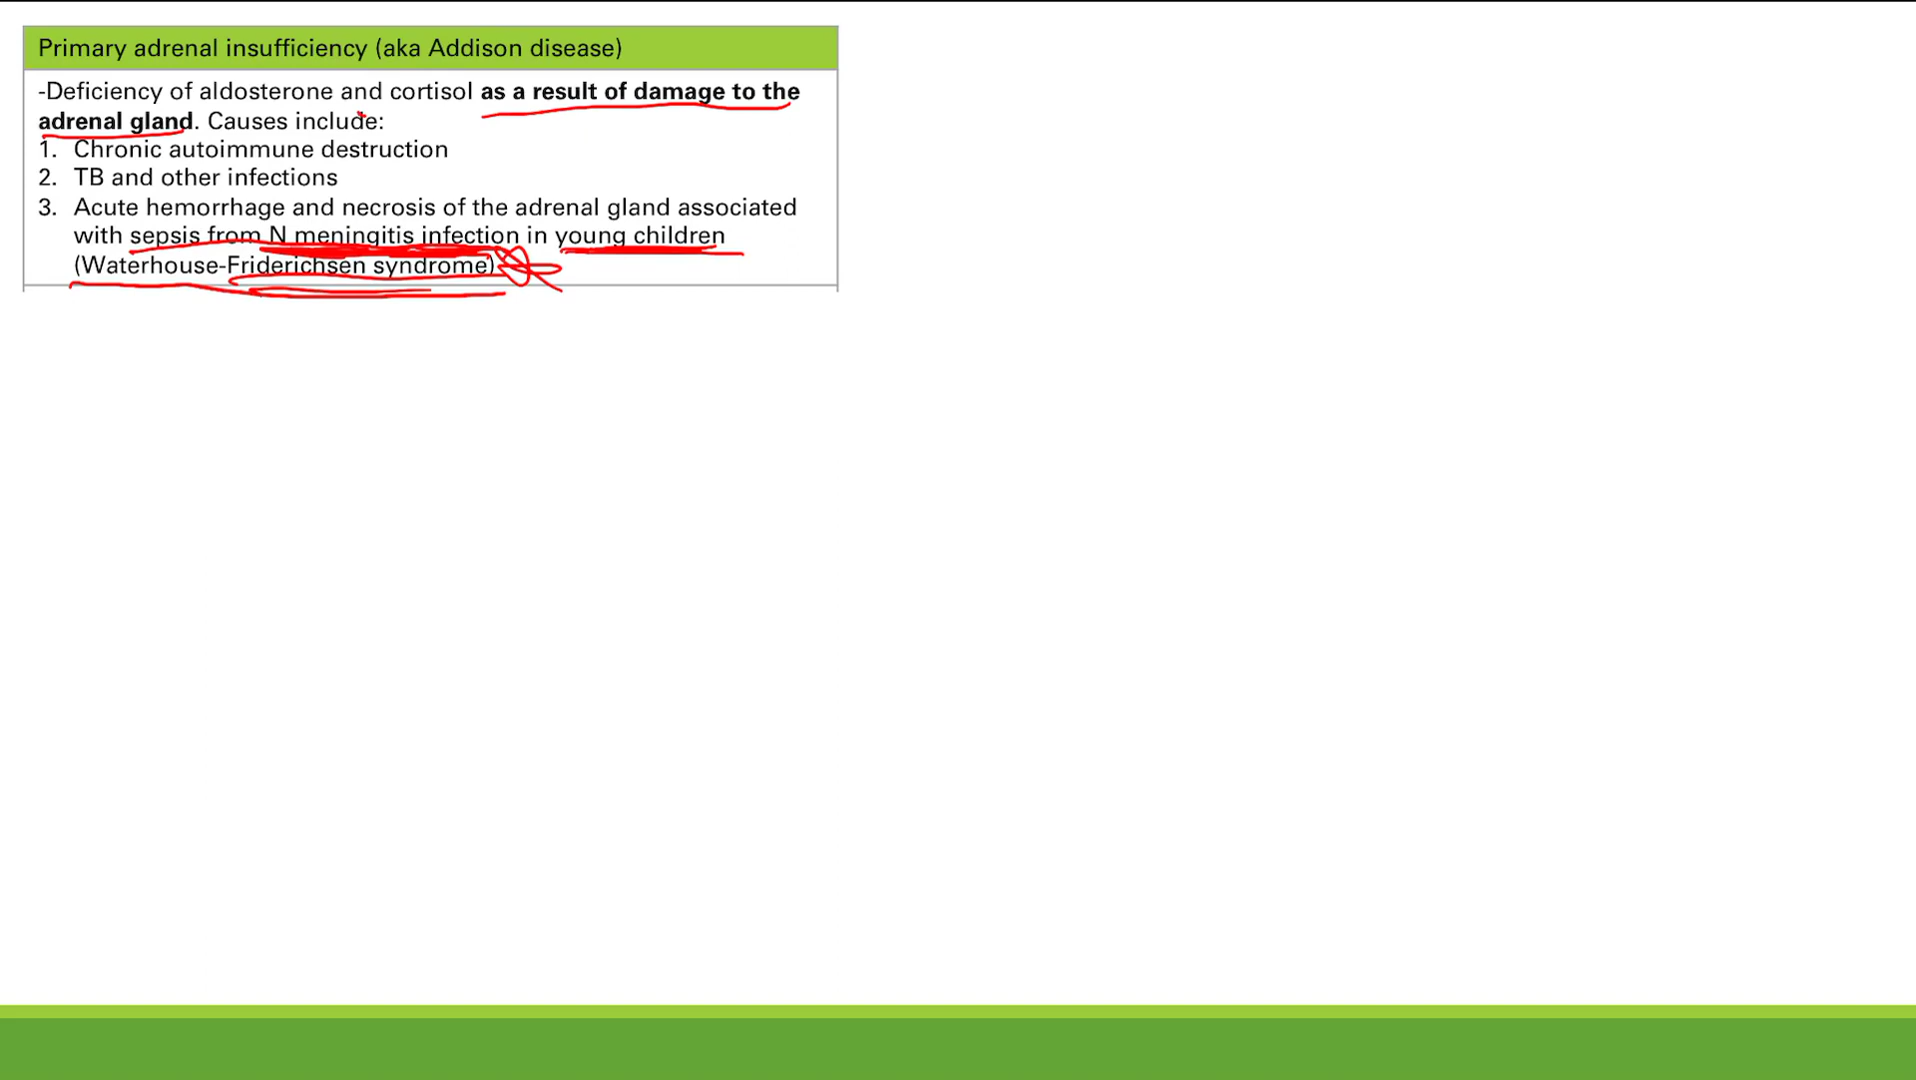 Primary adrenal insufficiency (aka Addison disease)
-Deficiency of aldosterone and cortisol as a result of damage to the
adrenal gland. Causes include:
1. Chronic autoimmune destruction
2. TB and other infections
3. Acute hemorrhage and necrosis of the adrenal gland associated
with sepsis from N meningitis infection in young children
(Waterhouse-Friderichsen syndrome)